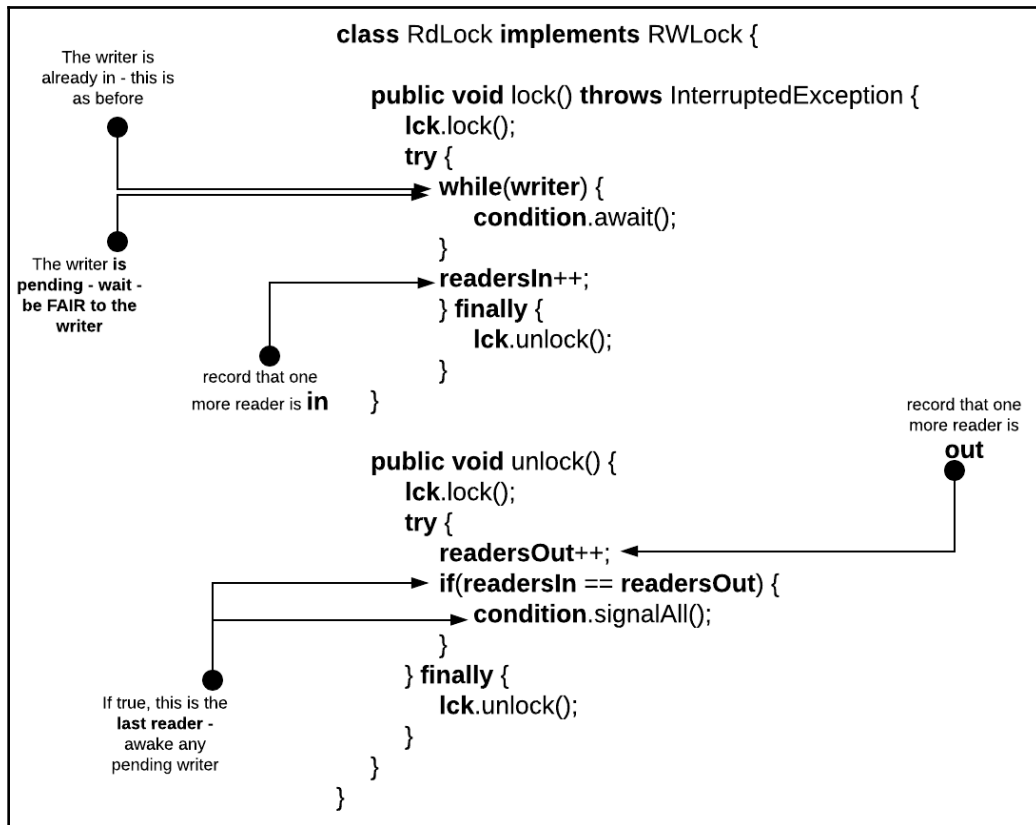 class RdLock implements RWLock {
The writer is
already in - this is
as before
public void lock() throws InterruptedException {
lck.lock();
try {
while(writer) {
condition.await();
}
The writer is
pending - wait -
be FAIR to the
writer
readersIn++;
} finally {
lck.unlock();
}
}
record that one
more reader is in
record that one
more reader is
out
public void unlock() {
lck.lock();
try {
readersOut++;
if(readersIn == readersOut) {
condition.signalAll();
}
} finally {
lck.unlock();
}
}
}
If true, this is the
last reader -
awake any
pending writer